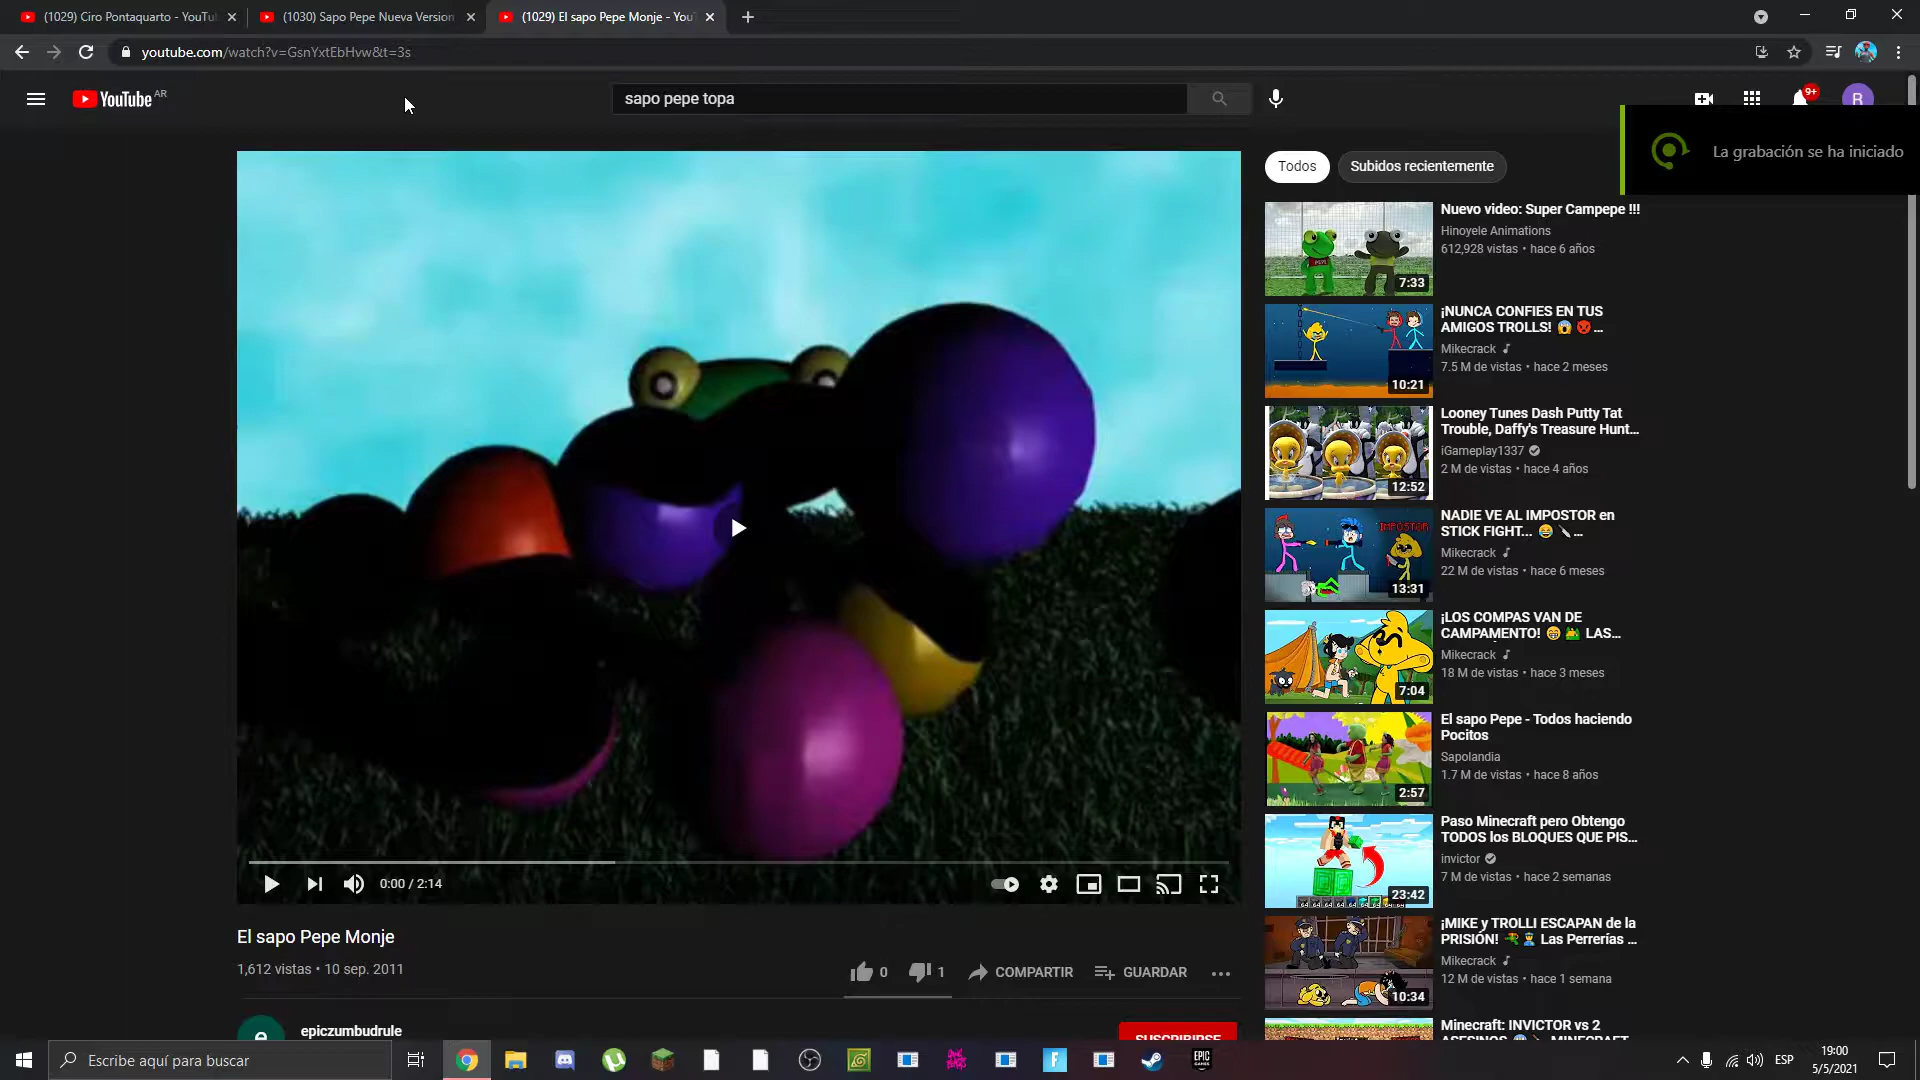 (1029) Ciro Pontaquarto - YouTu
(1030) Sapo Pepe Nueva Version
(1029) El sapo Pepe Monje - You
youtube.com/watch?v=GsnYxtEbHvw&t=3s
YouTube AR
sapo pepe topa
9+
R
La grabación se ha iniciado
Todos
Subidos recientemente
Nuevo video: Super Campepe !!!
Hinoyele Animations
612,928 vistas • hace 6 años
7:33
¡NUNCA CONFIES EN TUS
AMIGOS TROLLS! 😱 😡...
Mikecrack
7.5 M de vistas • hace 2 meses
10:21
Looney Tunes Dash Putty Tat
Trouble, Daffy's Treasure Hunt...
iGameplay1337
2 M de vistas • hace 4 años
12:52
NADIE VE AL IMPOSTOR en
STICK FIGHT... 😂 🔪...
Mikecrack
22 M de vistas • hace 6 meses
IMPOSTOR
13:31
¡LOS COMPAS VAN DE
CAMPAMENTO! 😁 🏕 LAS...
Mikecrack
18 M de vistas • hace 3 meses
7:04
El sapo Pepe - Todos haciendo
Pocitos
Sapolandia
1.7 M de vistas • hace 8 años
2:57
Paso Minecraft pero Obtengo
TODOS los BLOQUES QUE PIS...
invictor
7 M de vistas • hace 2 semanas
23:42
¡MIKE y TROLLI ESCAPAN de la
PRISIÓN! 🔫 👮 Las Perrerías ...
Mikecrack
12 M de vistas • hace 1 semana
10:34
Minecraft: INVICTOR vs 2
ASESINOS
0:00 / 2:14
El sapo Pepe Monje
1,612 vistas • 10 sep. 2011
0
1
COMPARTIR
GUARDAR
e
epiczumbudrule
SUSCRIBIRSE
Escribe aquí para buscar
EPIC
GAMES
ESP
19:00
5/5/2021